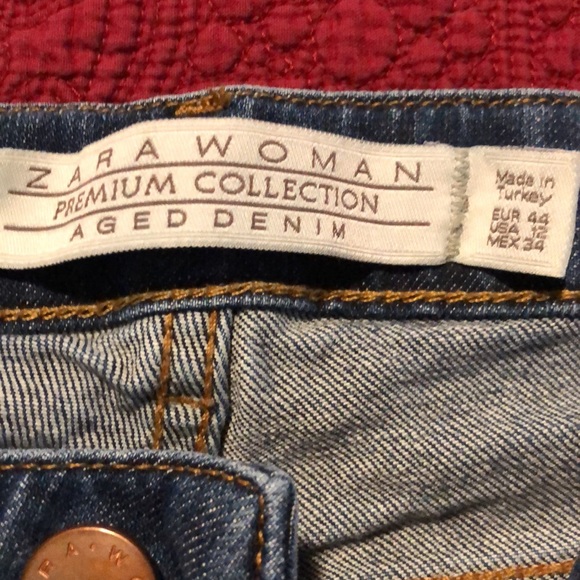 ZARA WOMAN
PREMIUM COLLECTION
AGED DENIM
Made in
Turkey
EUR 44
USA 12
MEX 34